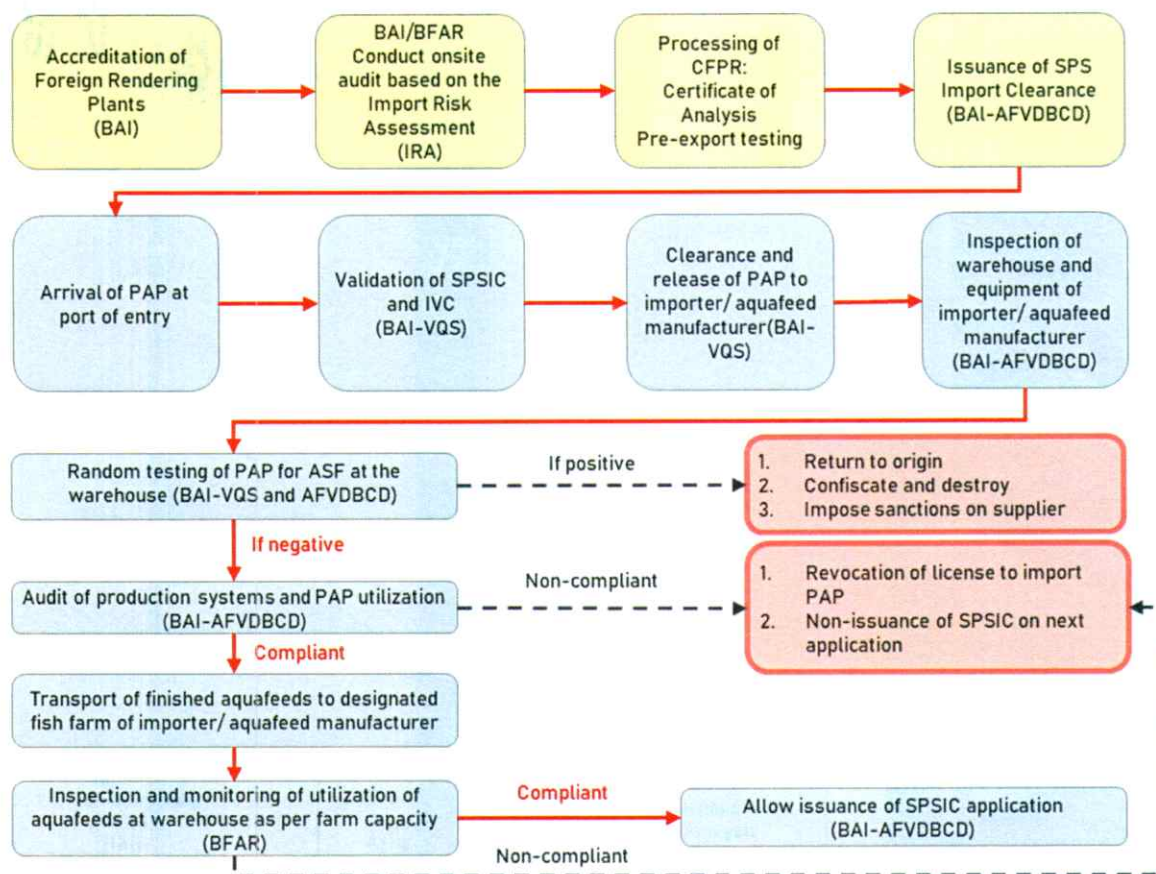 Accreditation of
Foreign Rendering
Plants
(BAI)
BAI/BFAR
Conduct onsite
audit based on the
Import Risk
Assessment
(IRA)
Processing of
CFPR:
Certificate of
Analysis
Pre-export testing
Issuance of SPS
Import Clearance
(BAI-AFVDBCD)
Arrival of PAP at
port of entry
Validation of SPSIC
and IVC
(BAI-VQS)
Clearance and
release of PAP to
importer/ aquafeed
manufacturer(BAI-
VQS)
Inspection of
warehouse and
equipment of
importer/ aquafeed
manufacturer
(BAI-AFVDBCD)
Random testing of PAP for ASF at the
warehouse (BAI-VQS and AFVDBCD)
If positive
1. Return to origin
2. Confiscate and destroy
3. Impose sanctions on supplier
If negative
Audit of production systems and PAP utilization
(BAI-AFVDBCD)
Non-compliant
1. Revocation of license to import
PAP
2. Non-issuance of SPSIC on next
application
Compliant
Transport of finished aquafeeds to designated
fish farm of importer/ aquafeed manufacturer
Inspection and monitoring of utilization of
aquafeeds at warehouse as per farm capacity
(BFAR)
Compliant
Allow issuance of SPSIC application
(BAI-AFVDBCD)
Non-compliant